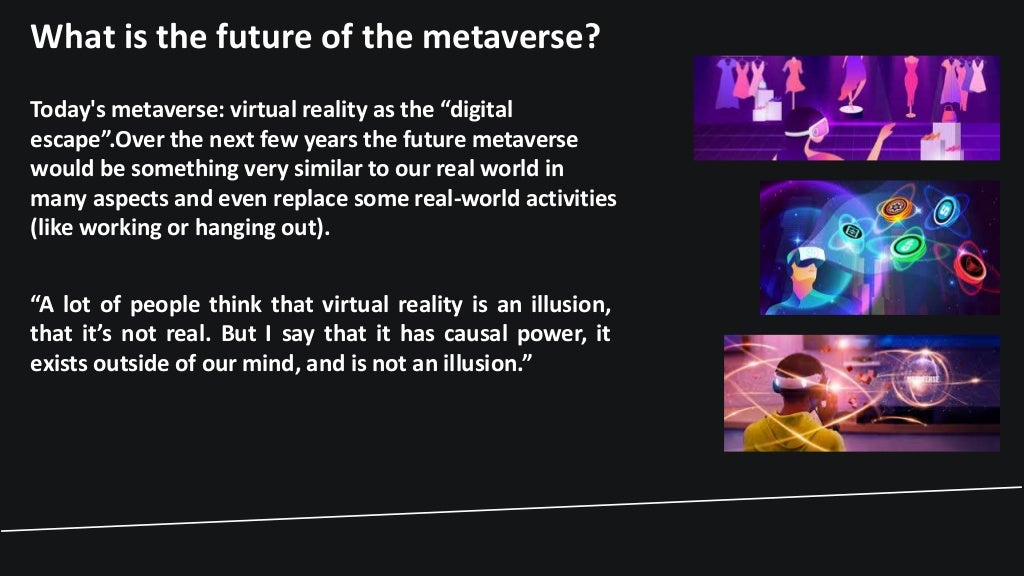 What is the future of the metaverse?
Today's metaverse: virtual reality as the “digital
escape”.Over the next few years the future metaverse
would be something very similar to our real world in
many aspects and even replace some real-world activities
(like working or hanging out).
“A lot of people think that virtual reality is an illusion,
that it’s not real. But I say that it has causal power, it
exists outside of our mind, and is not an illusion.”